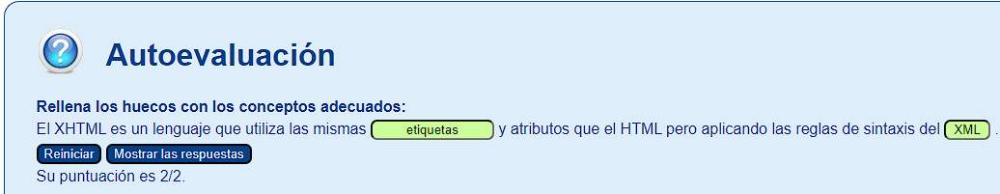 Autoevaluación
Rellena los huecos con los conceptos adecuados:
El XHTML es un lenguaje que utiliza las mismas etiquetas y atributos que el HTML pero aplicando las reglas de sintaxis del XML .
Reiniciar Mostrar las respuestas
Su puntuación es 2/2.